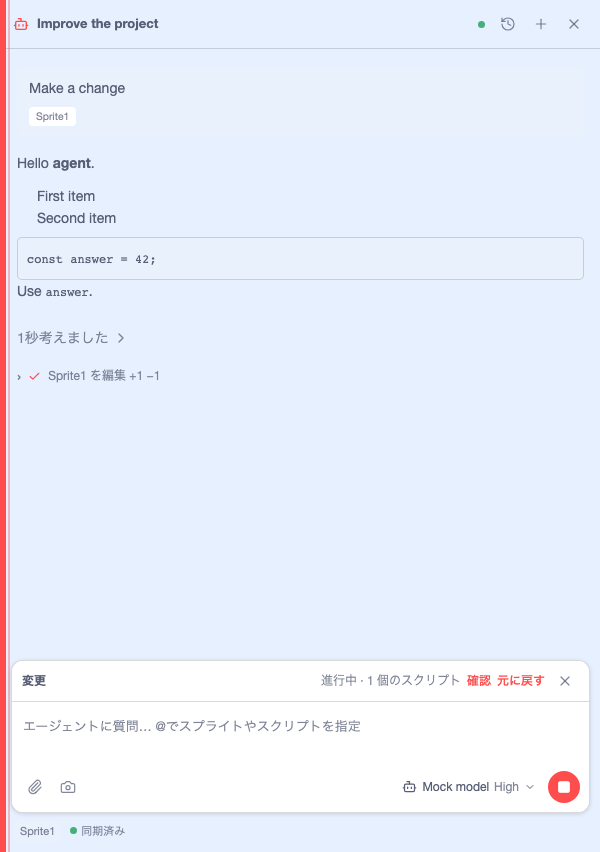 Improve the project
Make a change
Sprite1
Hello agent.
First item
Second item
const answer = 42;
Use answer.
1秒考えました
Sprite1 を編集 +1 −1
変更 進行中 · 1 個のスクリプト 確認 元に戻す
エージェントに質問... @でスプライトやスクリプトを指定
Mock model High
Sprite1 同期済み